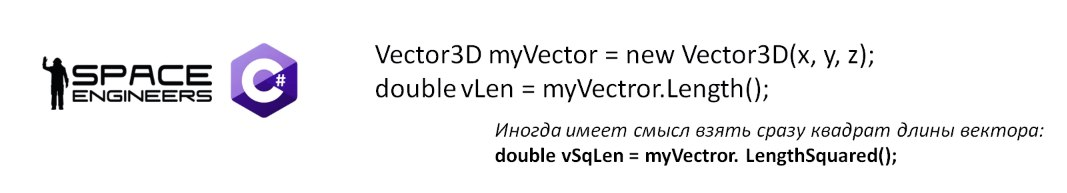 SPACE
ENGINEERS
C#
Vector3D myVector = new Vector3D(x, y, z);
double vLen = myVectror.Length();
Иногда имеет смысл взять сразу квадрат длины вектора:
double vSqLen = myVectror. LengthSquared();